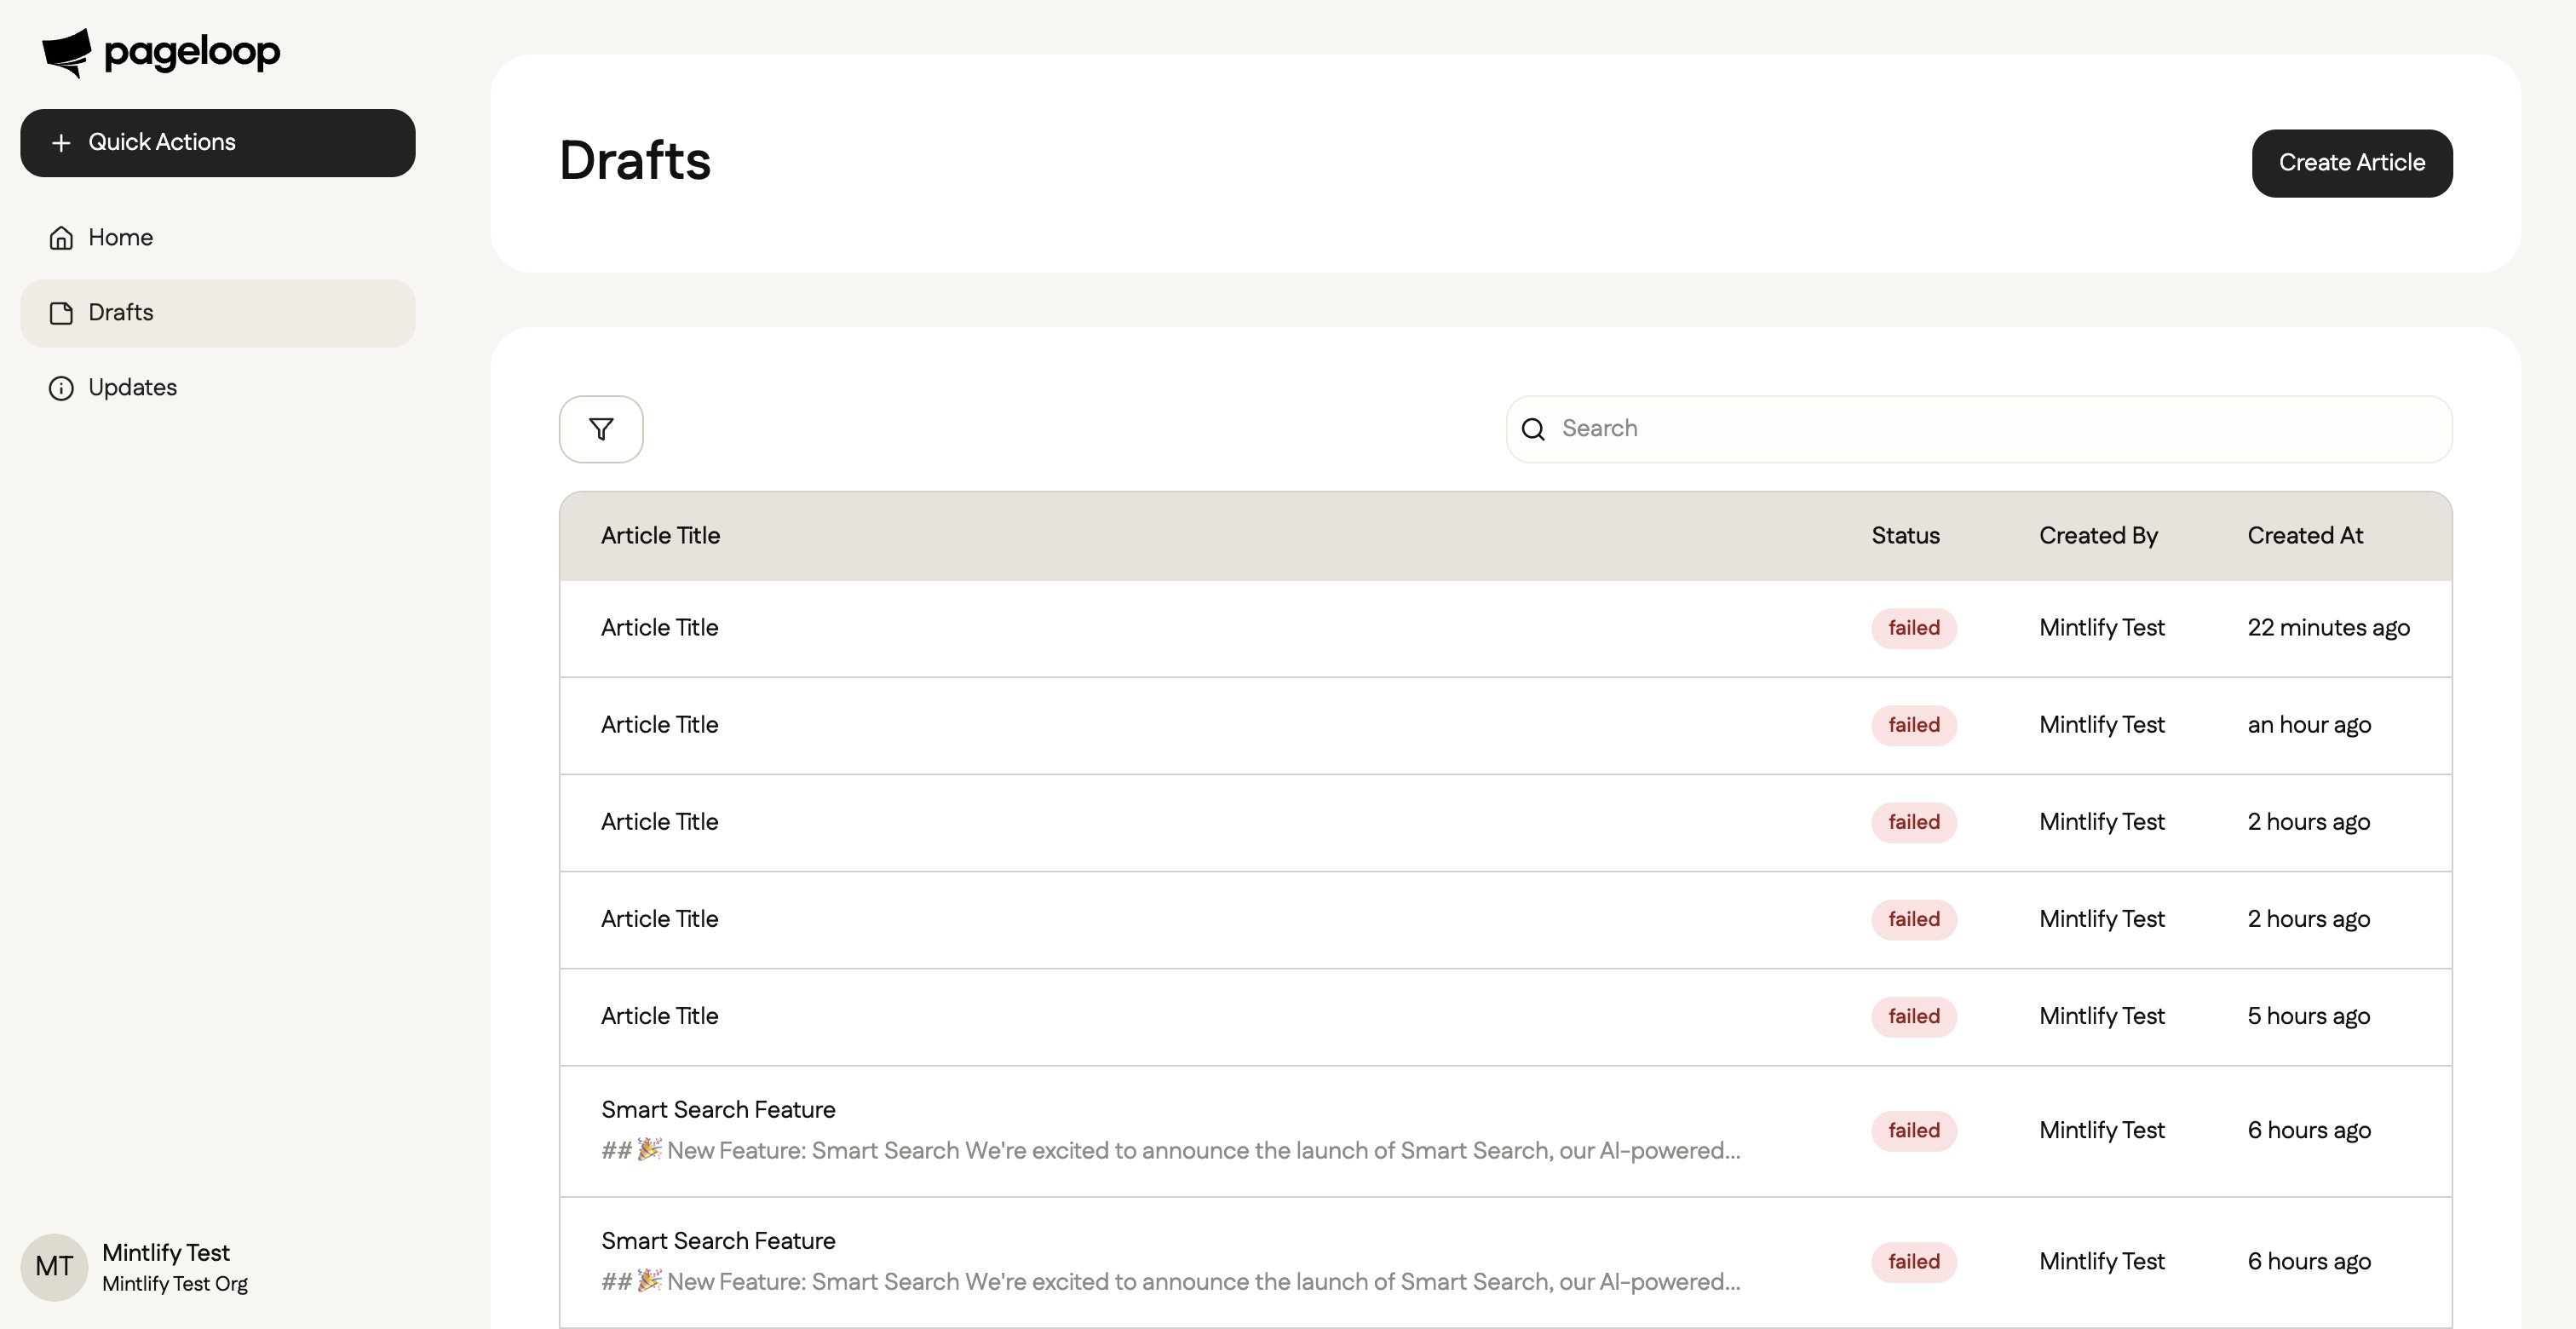 pageloop
Quick Actions
Home
Drafts
Updates
Drafts
Create Article
Search
Article Title Status Created By Created At
Article Title failed Mintlify Test 22 minutes ago
Article Title failed Mintlify Test an hour ago
Article Title failed Mintlify Test 2 hours ago
Article Title failed Mintlify Test 2 hours ago
Article Title failed Mintlify Test 5 hours ago
Smart Search Feature
## 🎉 New Feature: Smart Search We're excited to announce the launch of Smart Search, our AI-powered...
failed Mintlify Test 6 hours ago
Smart Search Feature
## 🎉 New Feature: Smart Search We're excited to announce the launch of Smart Search, our AI-powered...
failed Mintlify Test 6 hours ago
MT
Mintlify Test
Mintlify Test Org